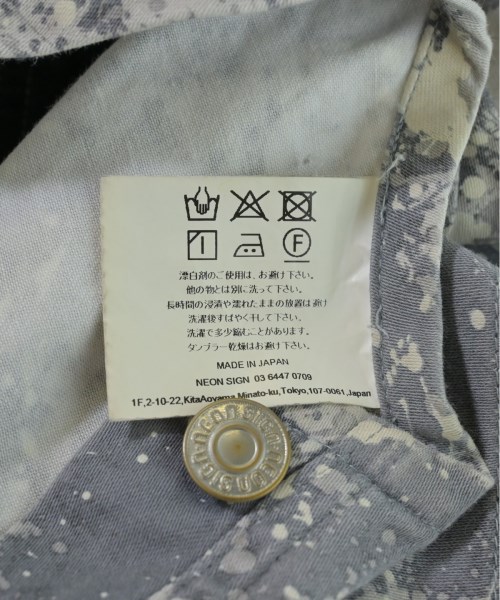 F
漂白剤のご使用は、お避け下さい。
他の物とは別に洗って下さい。
長時間の浸漬や濡れたままの放置は避け
洗濯後すばやく干して下さい。
洗濯で多少縮むことがあります。
タンブラー乾燥はお避け下さい。
MADE IN JAPAN
NEON SIGN 03 6447 0709
1F,2-10-22,KitaAoyama,Minato-ku,Tokyo,107-0061,Japan
neonsignneonsign